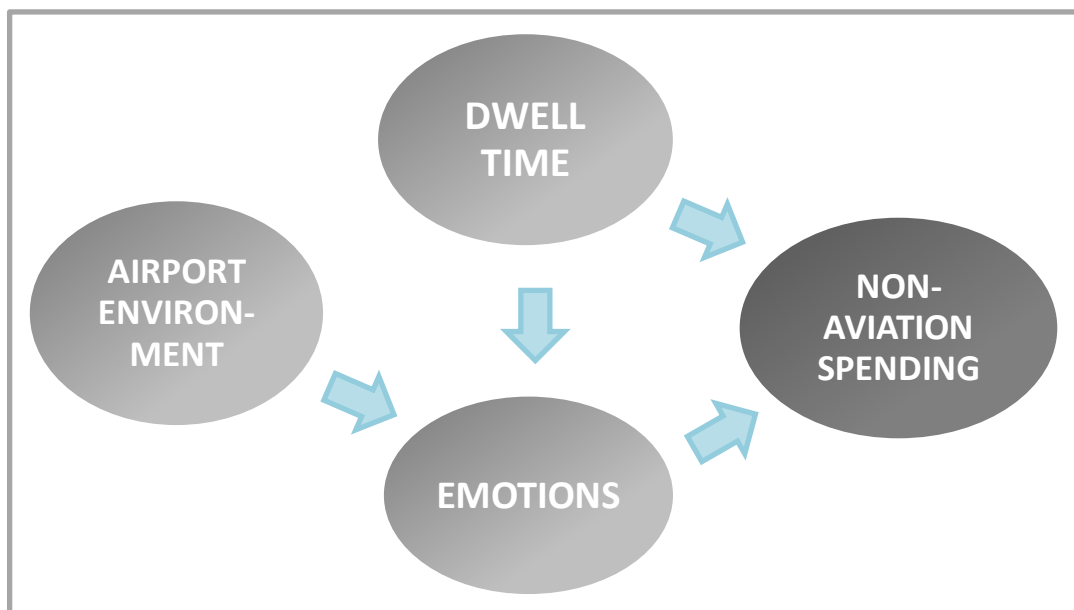 DWELL
TIME
AIRPORT
ENVIRON-
MENT
NON-
AVIATION
SPENDING
EMOTIONS